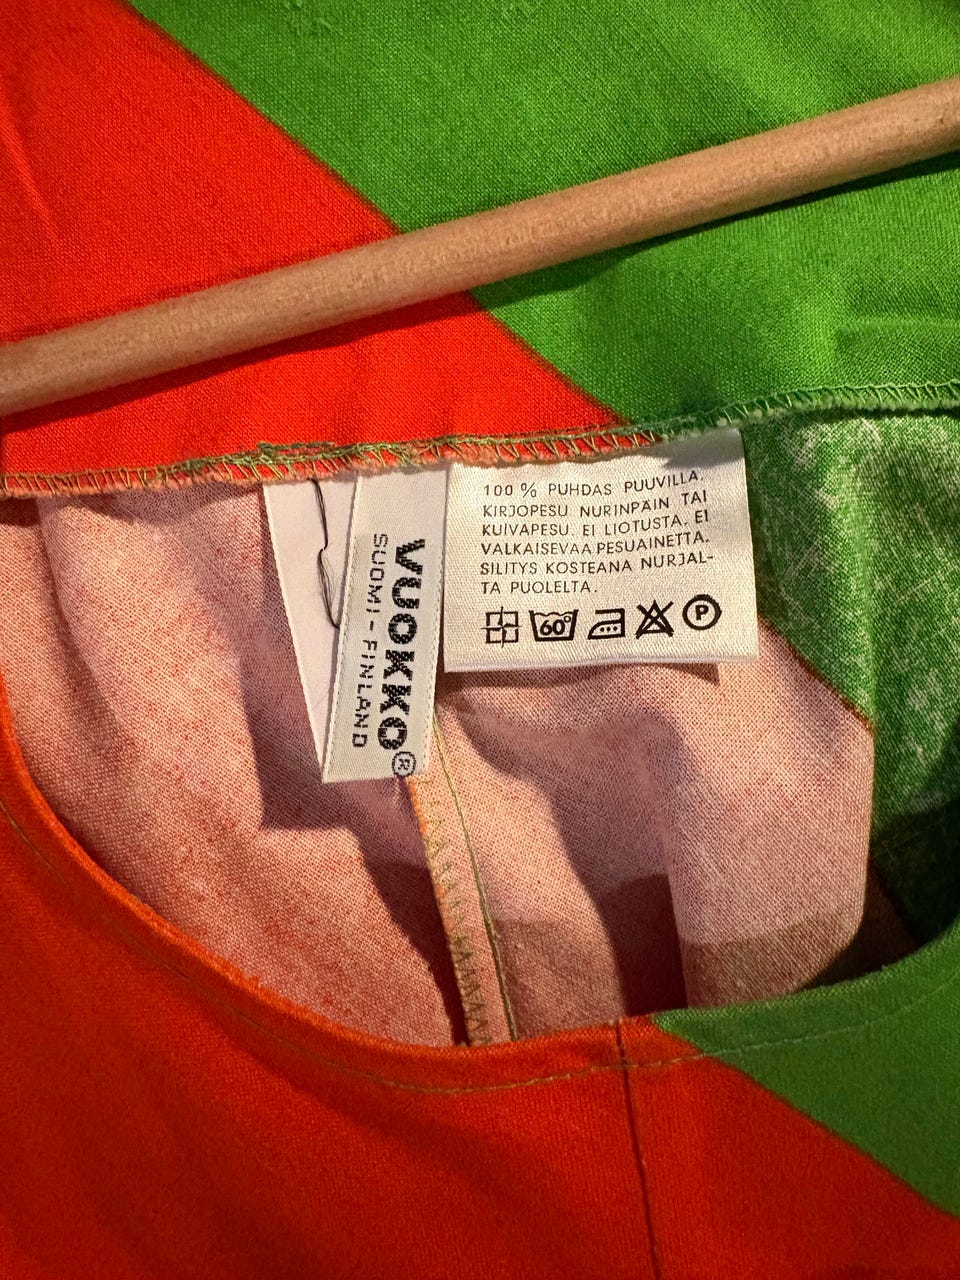 VUOKKO®
SUOMI - FINLAND
100 % PUHDAS PUUVILLA.
KIRJOPESU NURINPÄIN TAI
KUIVAPESU. EI LIOTUSTA. EI
VALKAISEVAA PESUAINETTA.
SILITYS KOSTEANA NURJAL-
TA PUOLELTA.
60° P